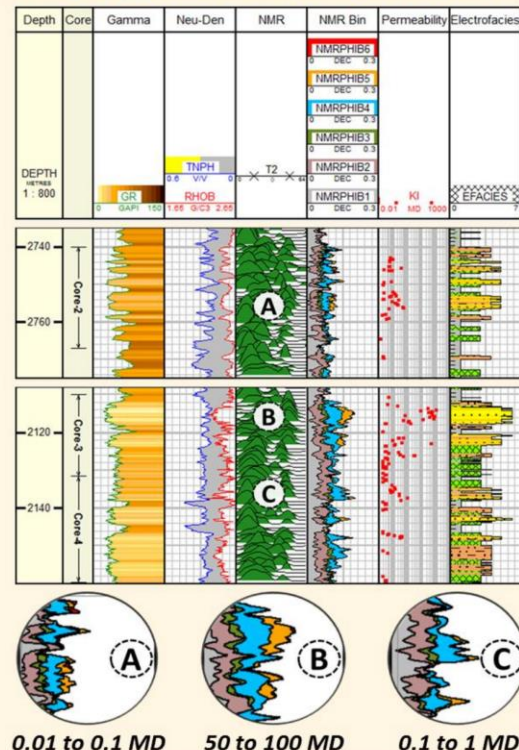 Depth Core Gamma Neu-Den NMR NMR Bin Permeability Electrofacies
NMRPHIB6
0 DEC 0.3
NMRPHIB5
0 DEC 0.3
NMRPHIB4
0 DEC 0.3
NMRPHIB3
0 DEC 0.3
DEPTH
METRES
1 : 800
TNPH
0.6 V/V 0
T2
NMRPHIB2
0 DEC 0.3
GR
0 GAPI 150
RHOB
1.65 G/C3 2.65
NMRPHIB1
0 DEC 0.3
KI
0.01 MD 1000
EFACIES
0 7
2740
2760
Core-2
A
2120
2140
Core-3
Core-4
B
C
A
B
C
0.01 to 0.1 MD 50 to 100 MD 0.1 to 1 MD